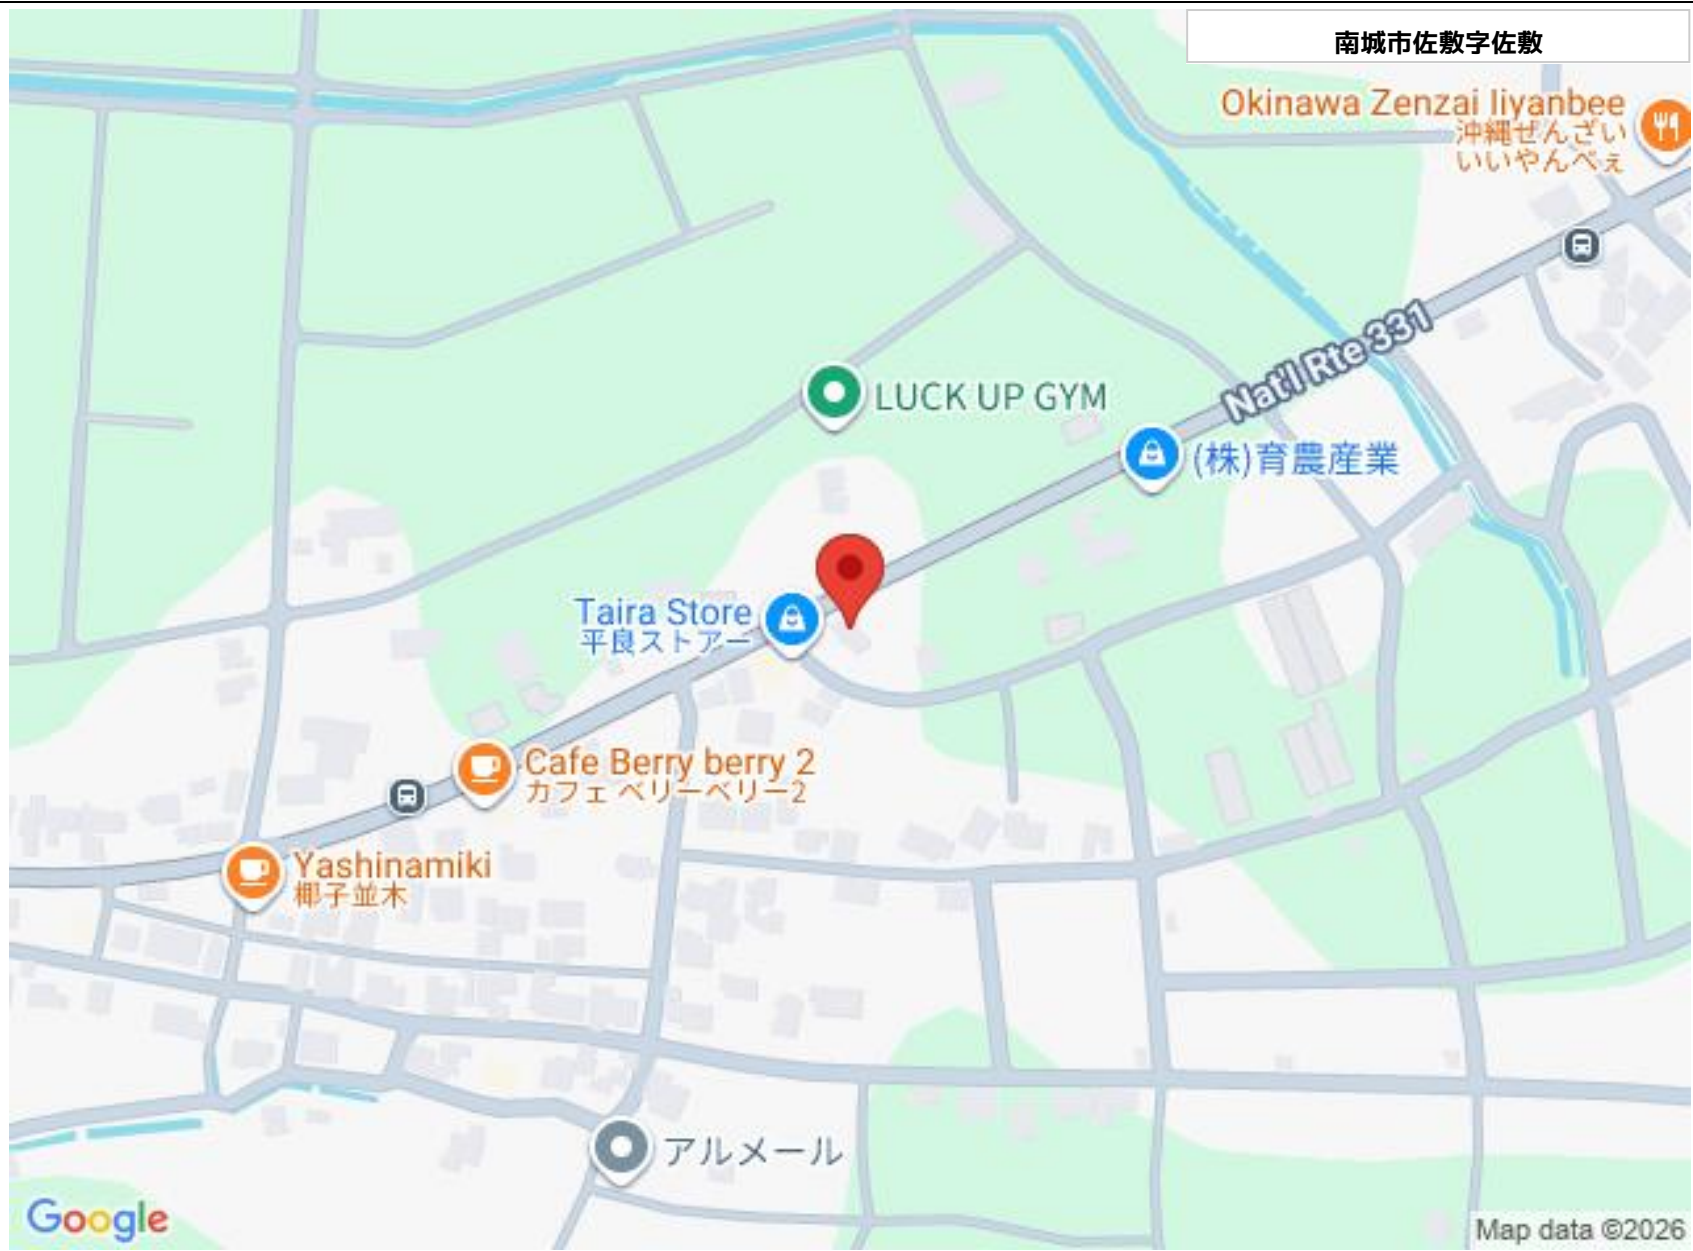 南城市佐敷字佐敷
Okinawa Zenzai Iiyanbee
沖縄ぜんざい
いいやんべぇ
Nat'l Rte 331
LUCK UP GYM
(株)育農産業
Taira Store
平良ストアー
Cafe Berry berry 2
カフェ ベリーベリー2
Yashinamiki
椰子並木
アルメール
Google
Map data ©2026